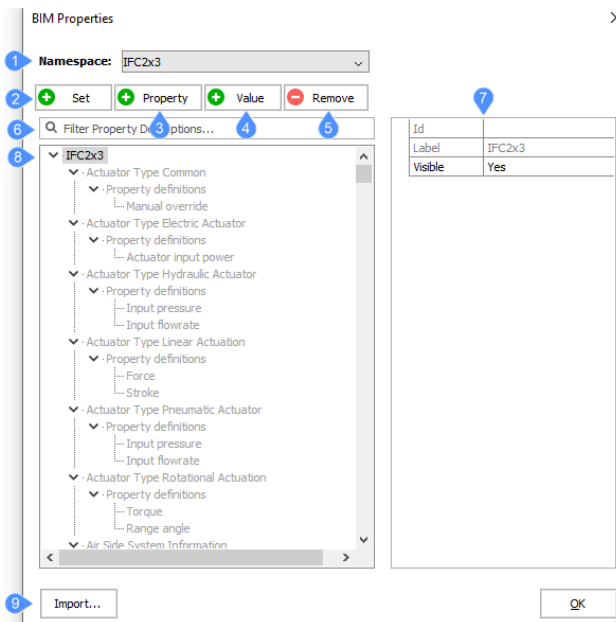 BIM Properties
1 Namespace: IFC2x3
2 Set Property Value Remove
3 4 5 7
6 Filter Property De ptions...
Id
Label IFC2x3
Visible Yes
8 IFC2x3
Actuator Type Common
Property definitions
Manual override
Actuator Type Electric Actuator
Property definitions
Actuator input power
Actuator Type Hydraulic Actuator
Property definitions
Input pressure
Input flowrate
Actuator Type Linear Actuation
Property definitions
Force
Stroke
Actuator Type Pneumatic Actuator
Property definitions
Input pressure
Input flowrate
Actuator Type Rotational Actuation
Property definitions
Torque
Range angle
Air Side System Information
9 Import... OK